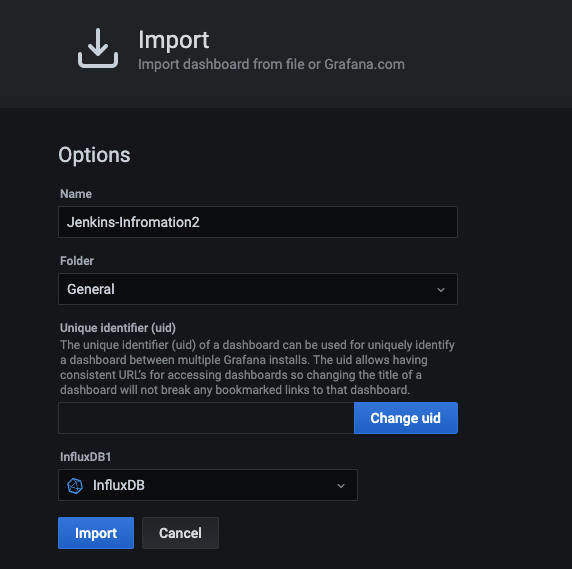 Import
Import dashboard from file or Grafana.com
Options
Name
Jenkins-Infromation2
Folder
General
Unique identifier (uid)
The unique identifier (uid) of a dashboard can be used for uniquely identify
a dashboard between multiple Grafana installs. The uid allows having
consistent URL's for accessing dashboards so changing the title of a
dashboard will not break any bookmarked links to that dashboard.
Change uid
InfluxDB1
InfluxDB
Import
Cancel